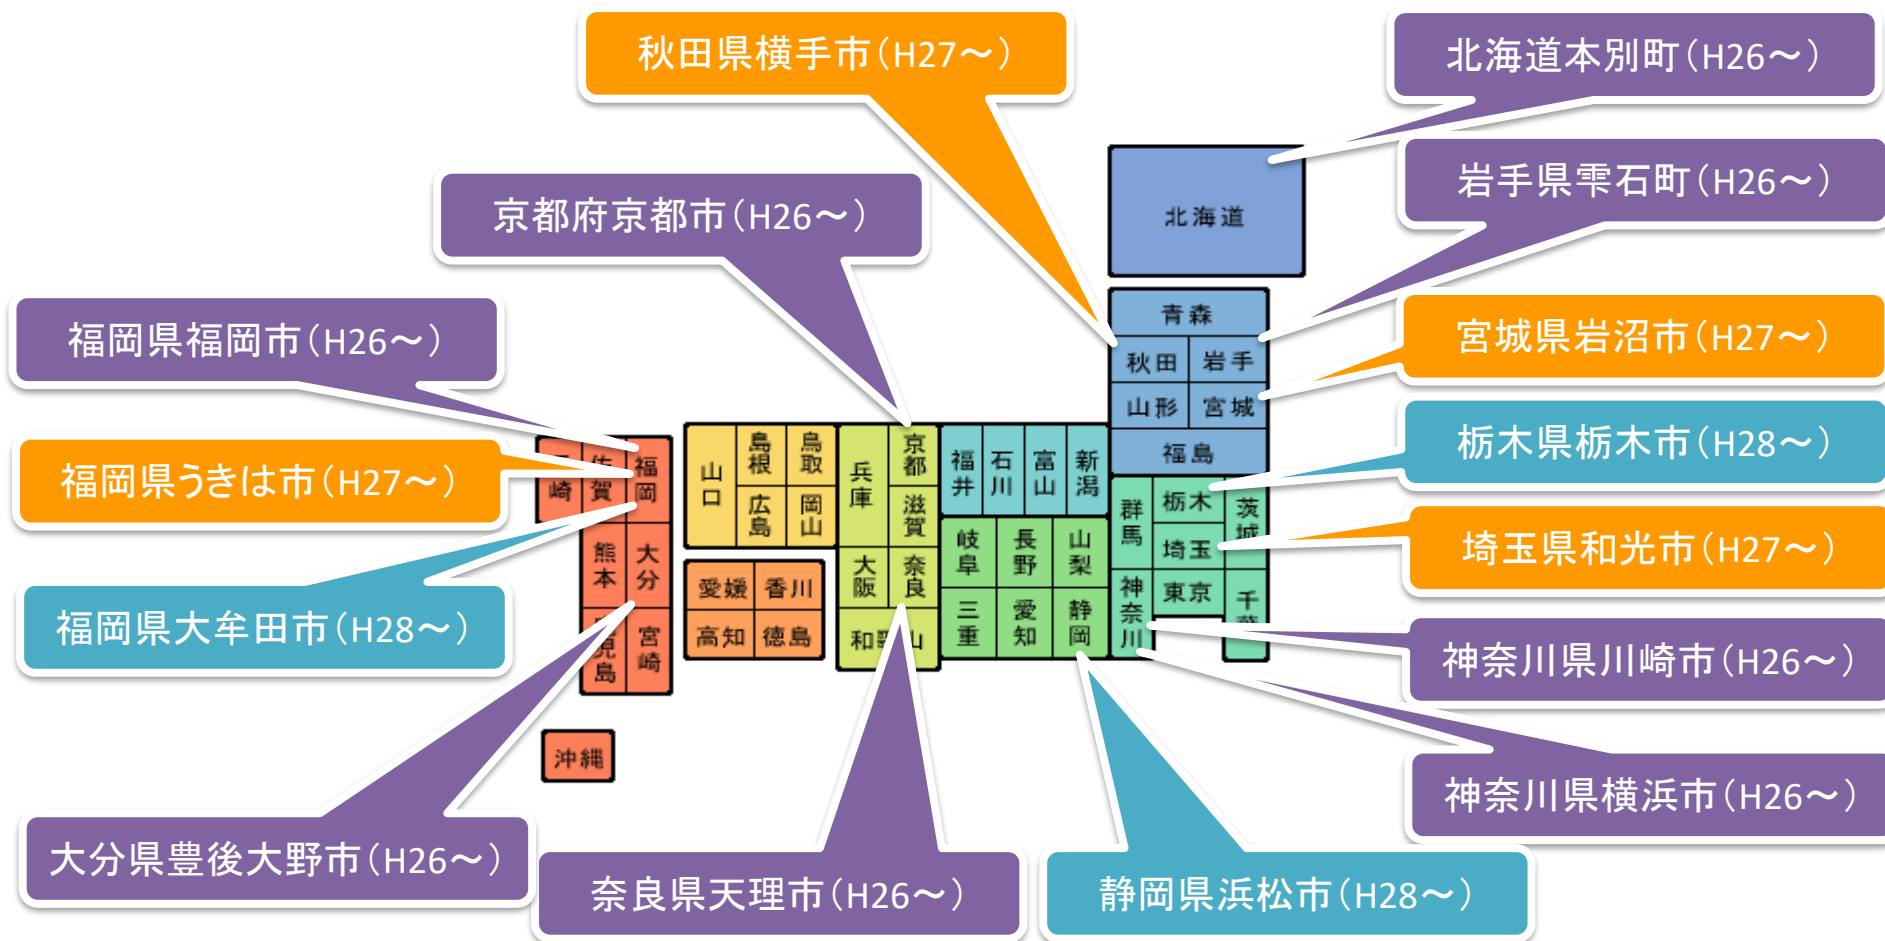 秋田県横手市(H27～)
北海道本別町(H26～)
岩手県雫石町(H26～)
京都府京都市(H26～)
福岡県福岡市(H26～)
宮城県岩沼市(H27～)
栃木県栃木市(H28～)
福岡県うきは市(H27～)
埼玉県和光市(H27～)
福岡県大牟田市(H28～)
神奈川県川崎市(H26～)
神奈川県横浜市(H26～)
大分県豊後大野市(H26～)
奈良県天理市(H26～)
静岡県浜松市(H28～)
北海道
青森
秋田
岩手
山形
宮城
福島
群馬
栃木
茨城
埼玉
神奈川
東京
千葉
新潟
富山
石川
福井
山梨
長野
岐阜
静岡
愛知
三重
京都
兵庫
滋賀
大阪
奈良
和歌山
鳥取
島根
岡山
広島
山口
愛媛
香川
高知
徳島
福岡
佐賀
崎
熊本
大分
宮崎
児島
沖縄